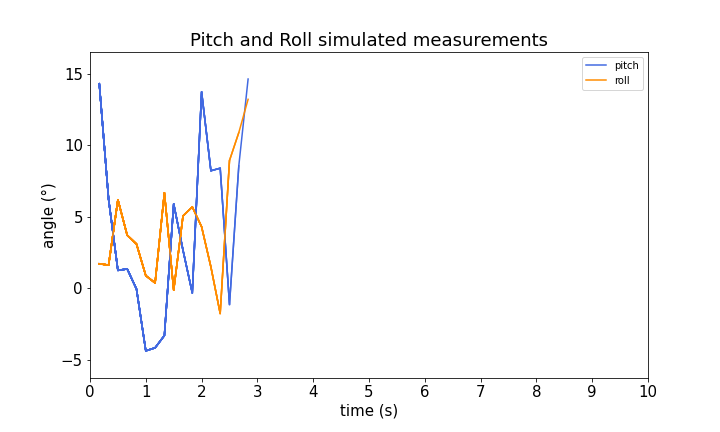 Pitch and Roll simulated measurements
pitch
roll
angle (°)
15
10
5
0
−5
0 1 2 3 4 5 6 7 8 9 10
time (s)